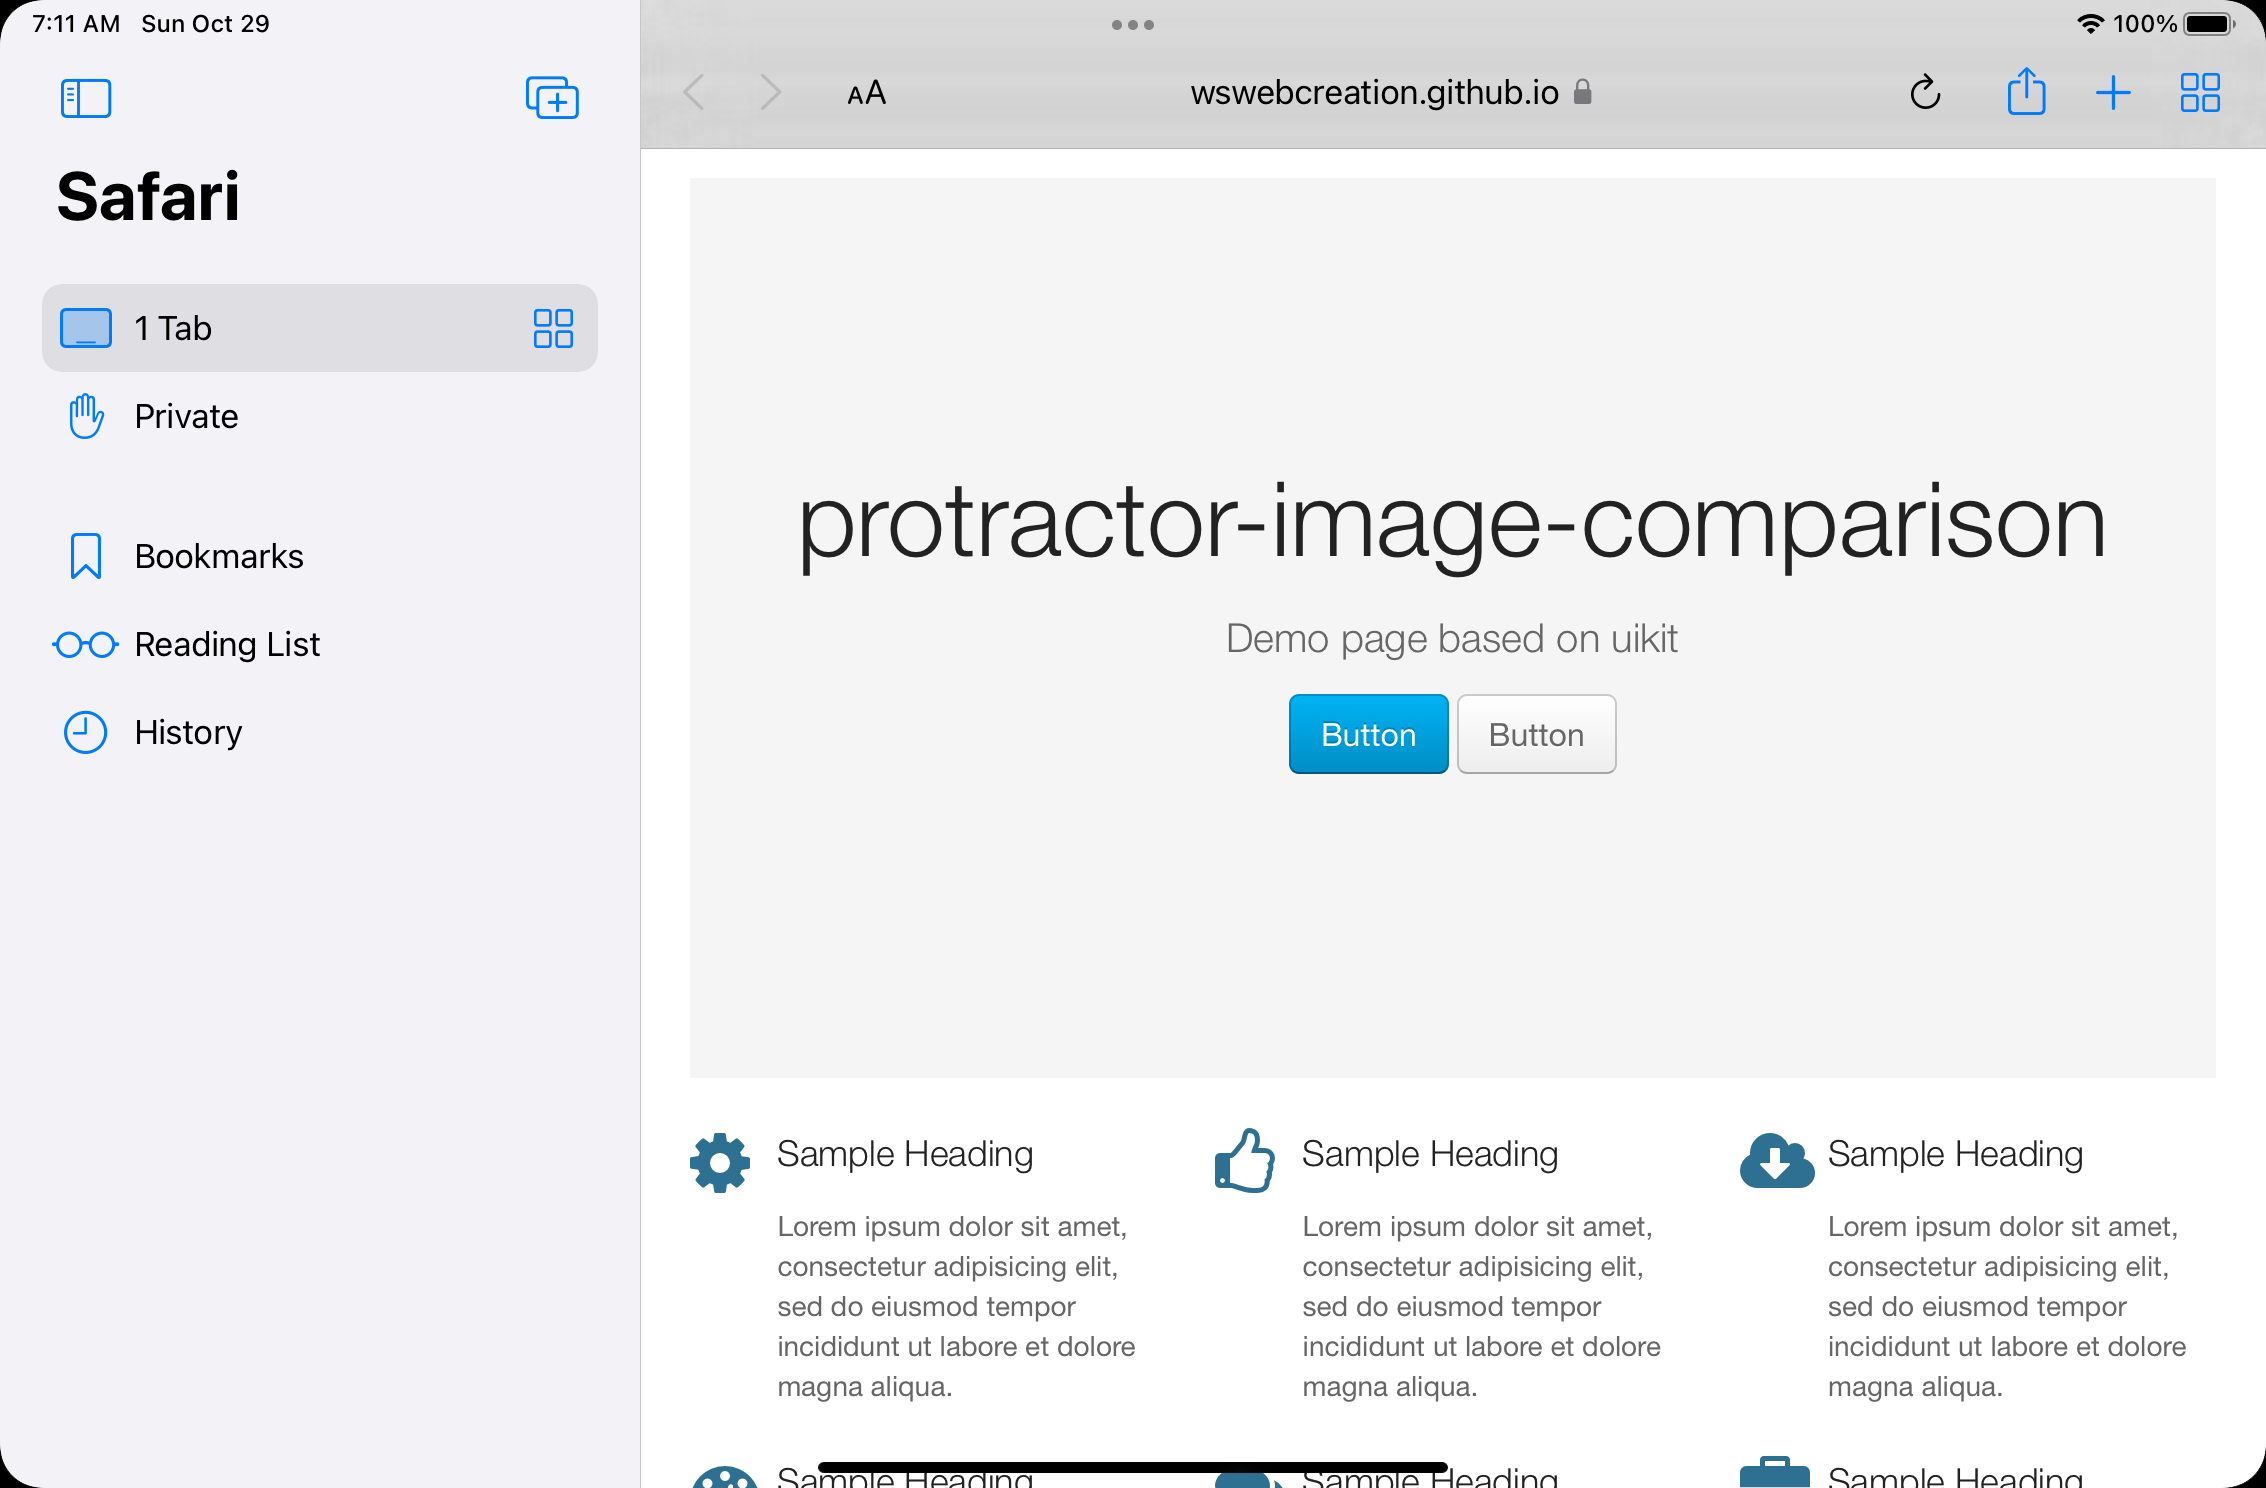 7:11 AM Sun Oct 29
100%
AA
wswebcreation.github.io
Safari
1 Tab
Private
Bookmarks
Reading List
History
protractor-image-comparison
Demo page based on uikit
Button
Button
Sample Heading
Lorem ipsum dolor sit amet,
consectetur adipisicing elit,
sed do eiusmod tempor
incididunt ut labore et dolore
magna aliqua.
Sample Heading
Lorem ipsum dolor sit amet,
consectetur adipisicing elit,
sed do eiusmod tempor
incididunt ut labore et dolore
magna aliqua.
Sample Heading
Lorem ipsum dolor sit amet,
consectetur adipisicing elit,
sed do eiusmod tempor
incididunt ut labore et dolore
magna aliqua.
Sample Heading
Sample Heading
Sample Heading